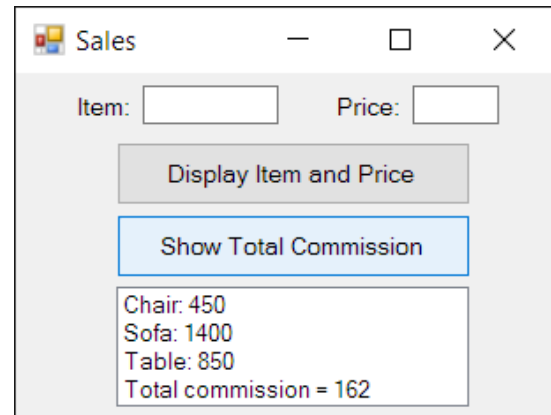 Sales
Item: Price:
Display Item and Price
Show Total Commission
Chair: 450
Sofa: 1400
Table: 850
Total commission = 162